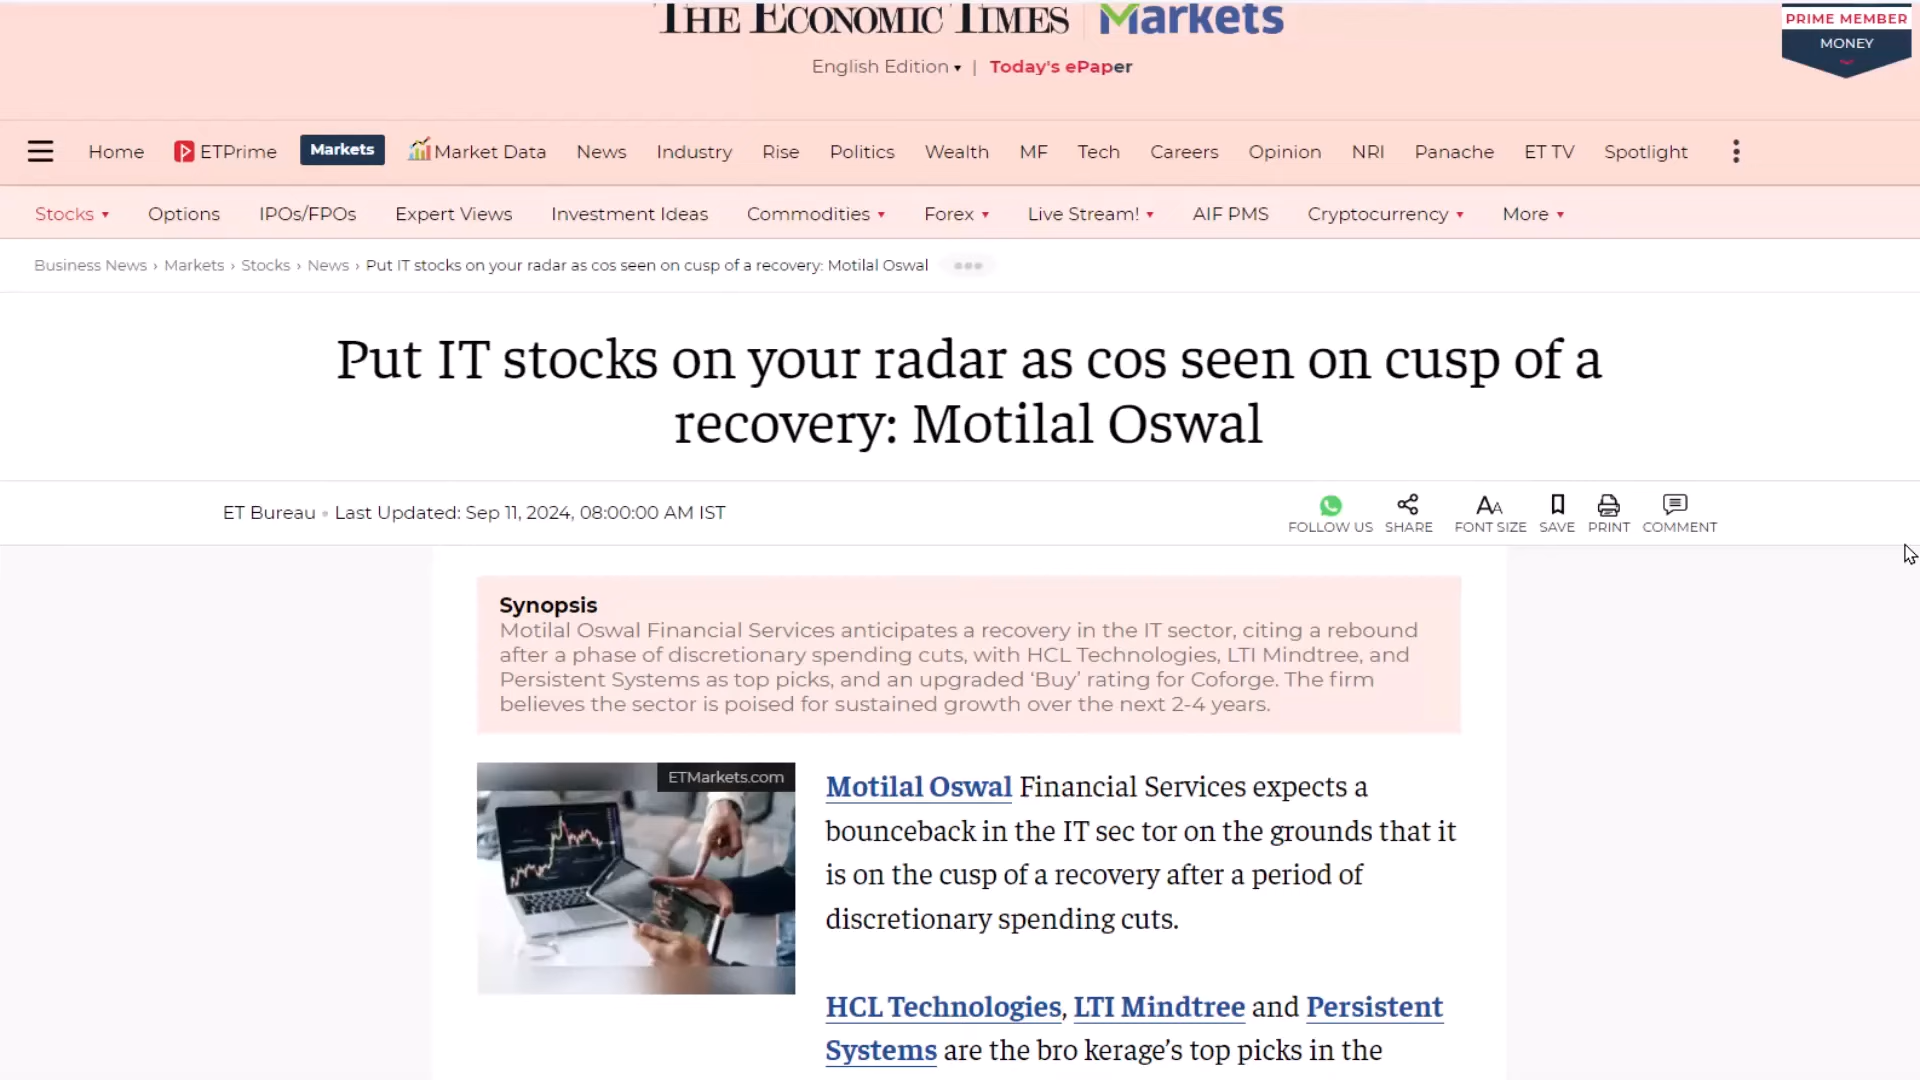 THE ECONOMIC TIMES Markets
PRIME MEMBER
MONEY
English Edition ▾ | Today's ePaper
Home ETPrime Markets Market Data News Industry Rise Politics Wealth MF Tech Careers Opinion NRI Panache ET TV Spotlight
Stocks ▾ Options IPOs/FPOs Expert Views Investment Ideas Commodities ▾ Forex ▾ Live Stream! ▾ AIF PMS Cryptocurrency ▾ More ▾
Business News › Markets › Stocks › News › Put IT stocks on your radar as cos seen on cusp of a recovery: Motilal Oswal
Put IT stocks on your radar as cos seen on cusp of a
recovery: Motilal Oswal
ET Bureau • Last Updated: Sep 11, 2024, 08:00:00 AM IST
FOLLOW US SHARE FONT SIZE SAVE PRINT COMMENT
Synopsis
Motilal Oswal Financial Services anticipates a recovery in the IT sector, citing a rebound
after a phase of discretionary spending cuts, with HCL Technologies, LTI Mindtree, and
Persistent Systems as top picks, and an upgraded ‘Buy’ rating for Coforge. The firm
believes the sector is poised for sustained growth over the next 2-4 years.
ETMarkets.com
Motilal Oswal Financial Services expects a
bounceback in the IT sec tor on the grounds that it
is on the cusp of a recovery after a period of
discretionary spending cuts.
HCL Technologies, LTI Mindtree and Persistent
Systems are the bro kerage’s top picks in the